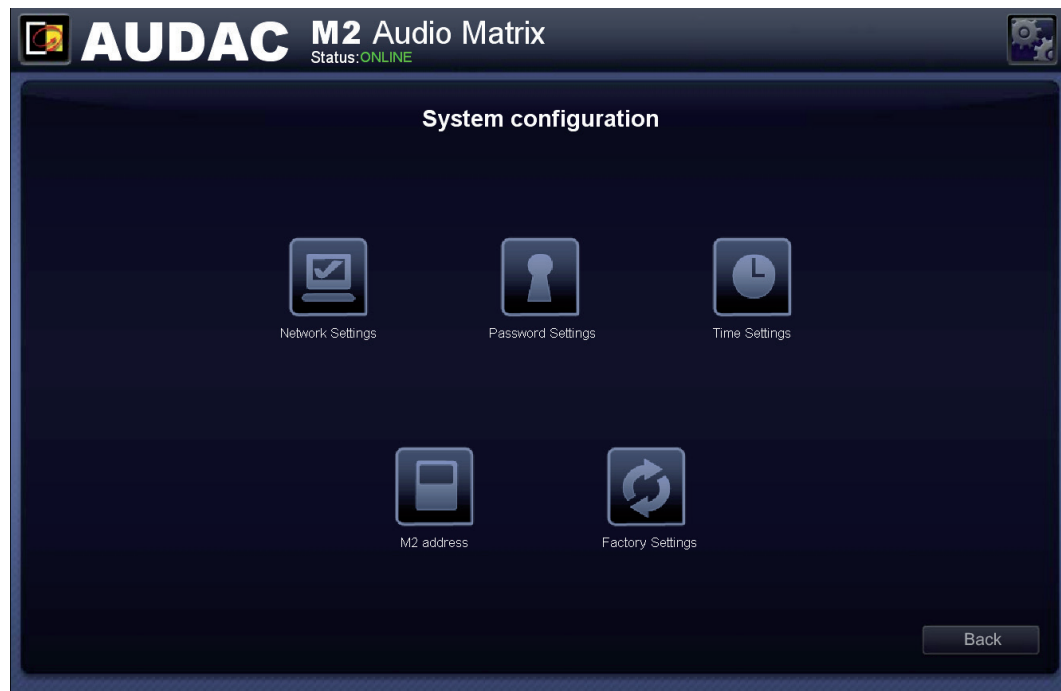 AUDAC M2 Audio Matrix
Status:ONLINE
System configuration
Network Settings
Password Settings
Time Settings
M2 address
Factory Settings
Back